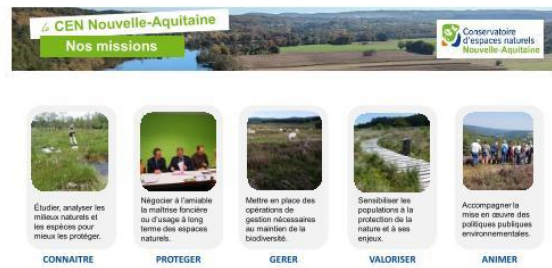 le CEN Nouvelle-Aquitaine
Nos missions
Conservatoire
d'espaces naturels
Nouvelle-Aquitaine
Étudier, analyser les
milieux naturels et
les espèces pour
mieux les protéger.
CONNAITRE
Négocier à l'amiable
la maîtrise foncière
ou d'usage à long
terme des espaces
naturels.
PROTEGER
Mettre en place des
opérations de
gestion nécessaires
au maintien de la
biodiversité.
GERER
Sensibiliser les
populations à la
protection de la
nature et à ses
enjeux.
VALORISER
Accompagner la
mise en œuvre des
politiques publiques
environnementales.
ANIMER